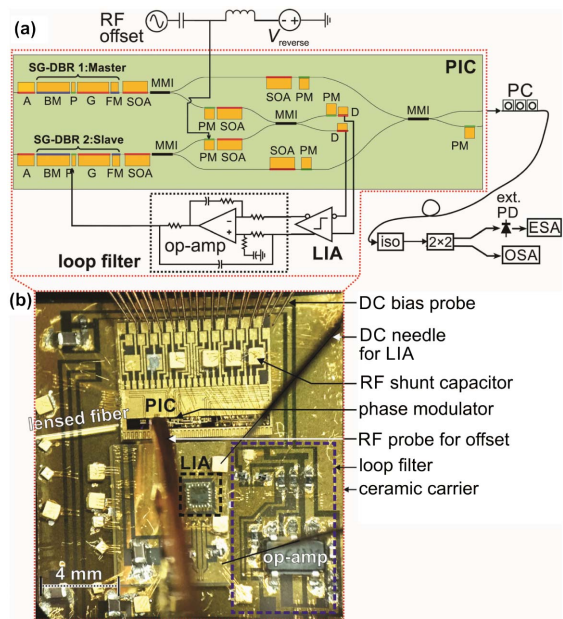 (a)
RF
offset
Vreverse
SG-DBR 1:Master
PIC
MMI
SOA PM
PC
A BM P G FM SOA
PM SOA
MMI
PM
D
D
MMI
PM
SG-DBR 2:Slave
MMI
PM SOA
SOA PM
A BM P G FM SOA
loop filter
op-amp
LIA
iso
2×2
ext.
PD
ESA
OSA
(b)
DC bias probe
DC needle
for LIA
RF shunt capacitor
PIC
phase modulator
lensed fiber
RF probe for offset
LIA
loop filter
ceramic carrier
op-amp
4 mm